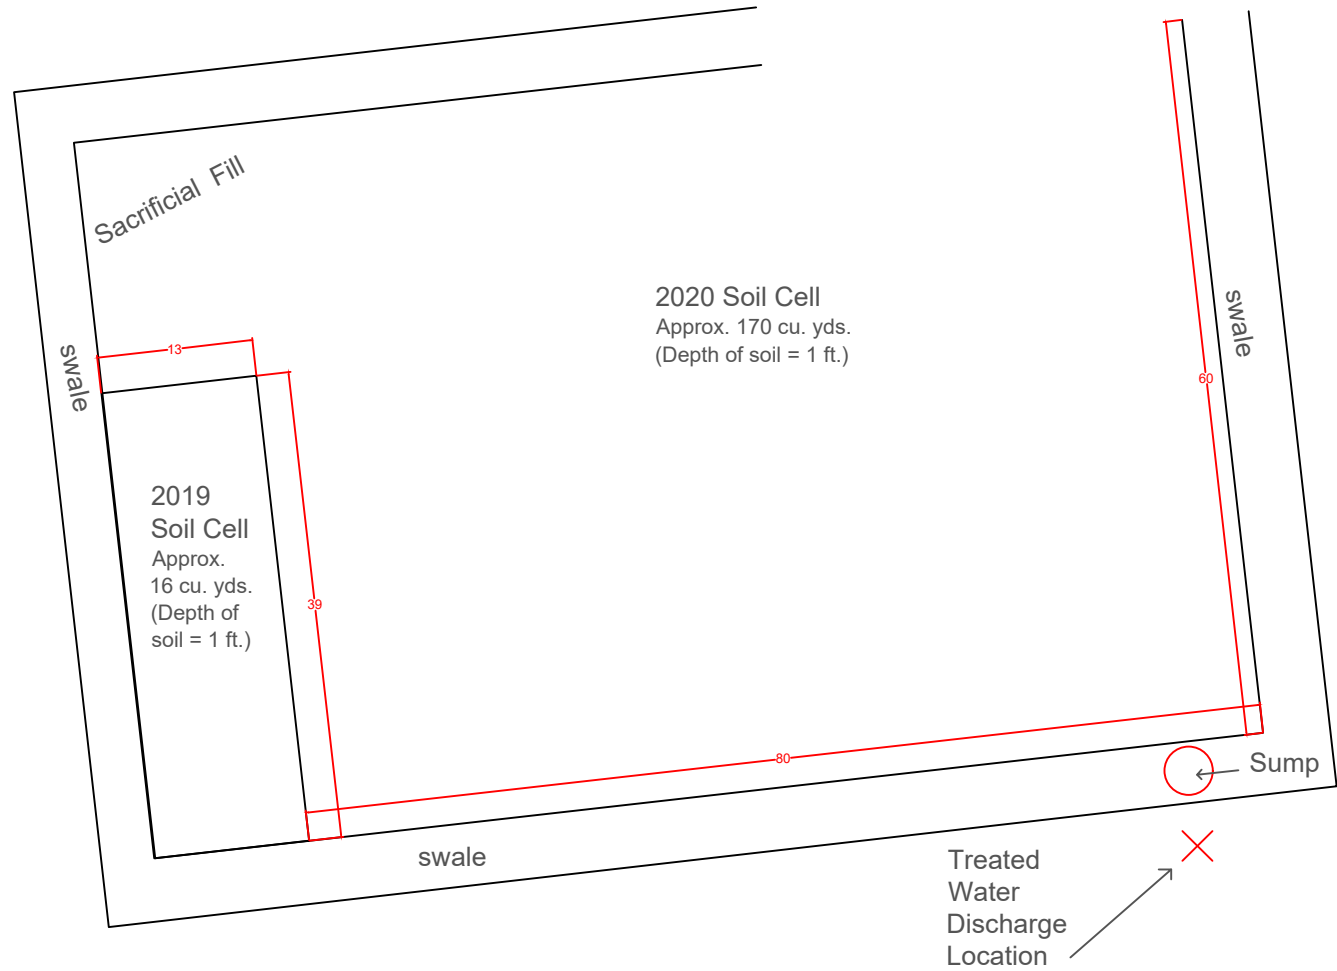 Sacrificial Fill
2020 Soil Cell
Approx. 170 cu. yds.
(Depth of soil = 1 ft.)
swale
60
swale
13
2019
Soil Cell
Approx.
16 cu. yds.
(Depth of
soil = 1 ft.)
39
80
Sump
swale
Treated
Water
Discharge
Location